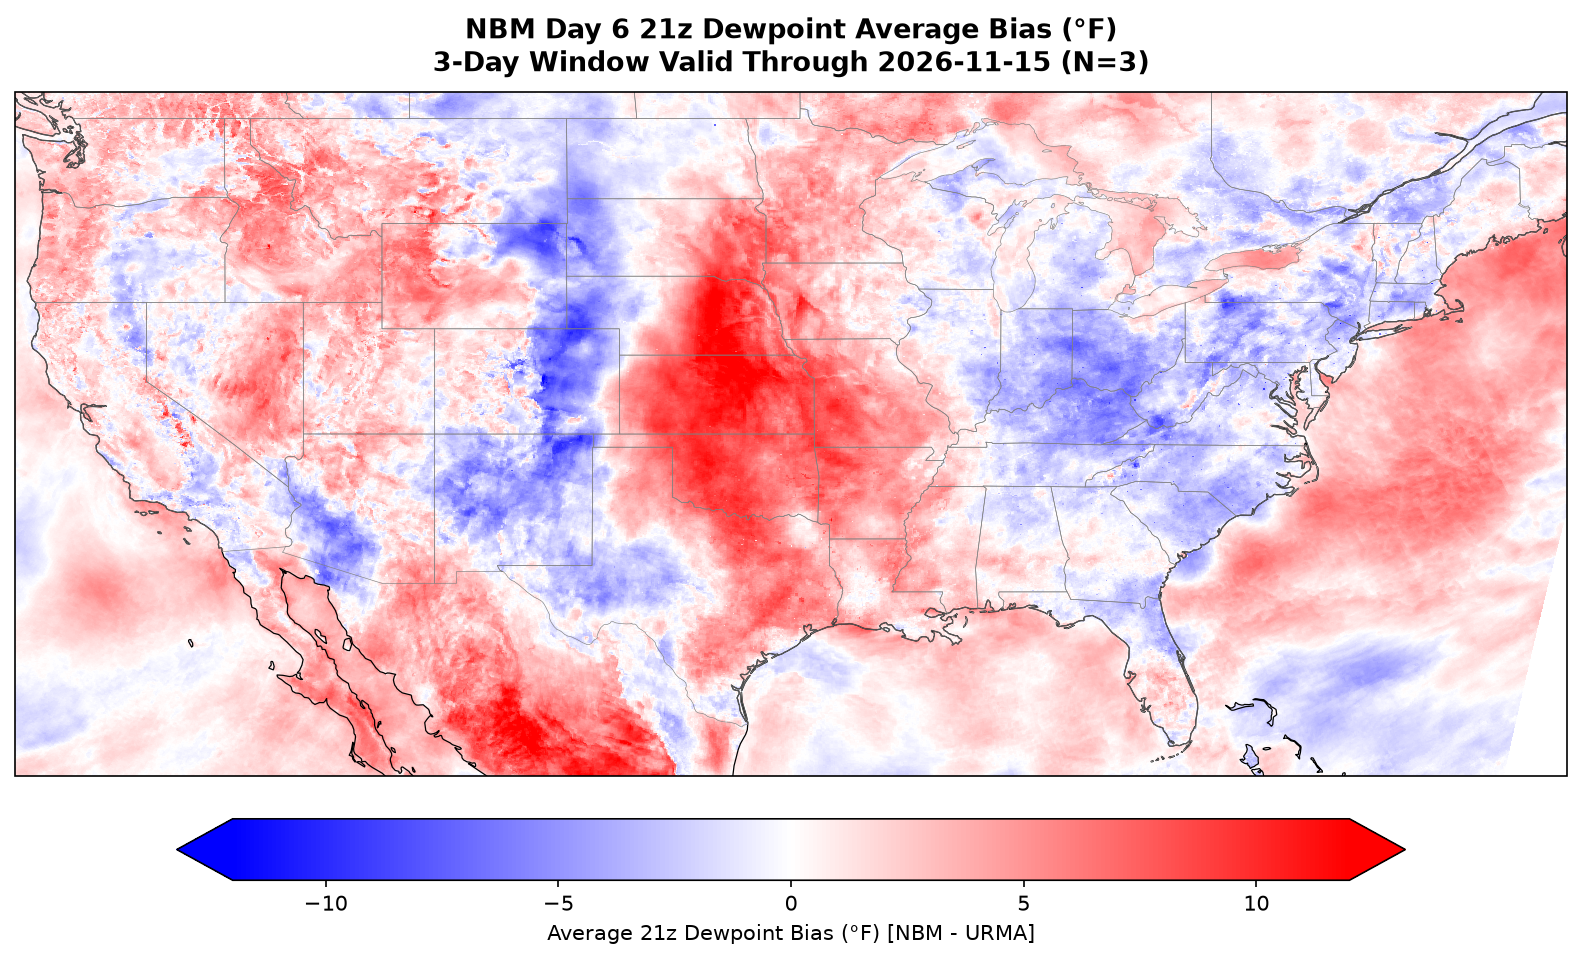 NBM Day 6 21z Dewpoint Average Bias (°F)
3-Day Window Valid Through 2026-11-15 (N=3)
−10 −5 0 5 10
Average 21z Dewpoint Bias (°F) [NBM - URMA]